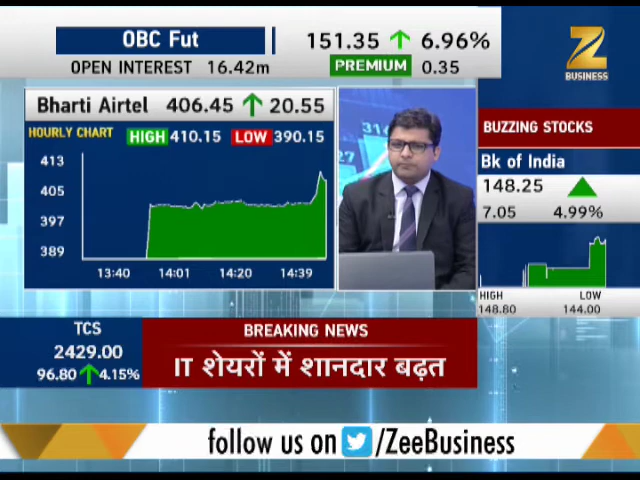 OBC Fut
151.35 6.96%
OPEN INTEREST 16.42m
PREMIUM 0.35
Z
BUSINESS
Bharti Airtel 406.45 20.55
HOURLY CHART HIGH 410.15 LOW 390.15
413
405
397
389
13:40 14:01 14:20 14:39
BUZZING STOCKS
Bk of India
148.25
7.05 4.99%
HIGH LOW
148.80 144.00
TCS
2429.00
96.80 4.15%
BREAKING NEWS
IT शेयरों में शानदार बढ़त
follow us on /ZeeBusiness